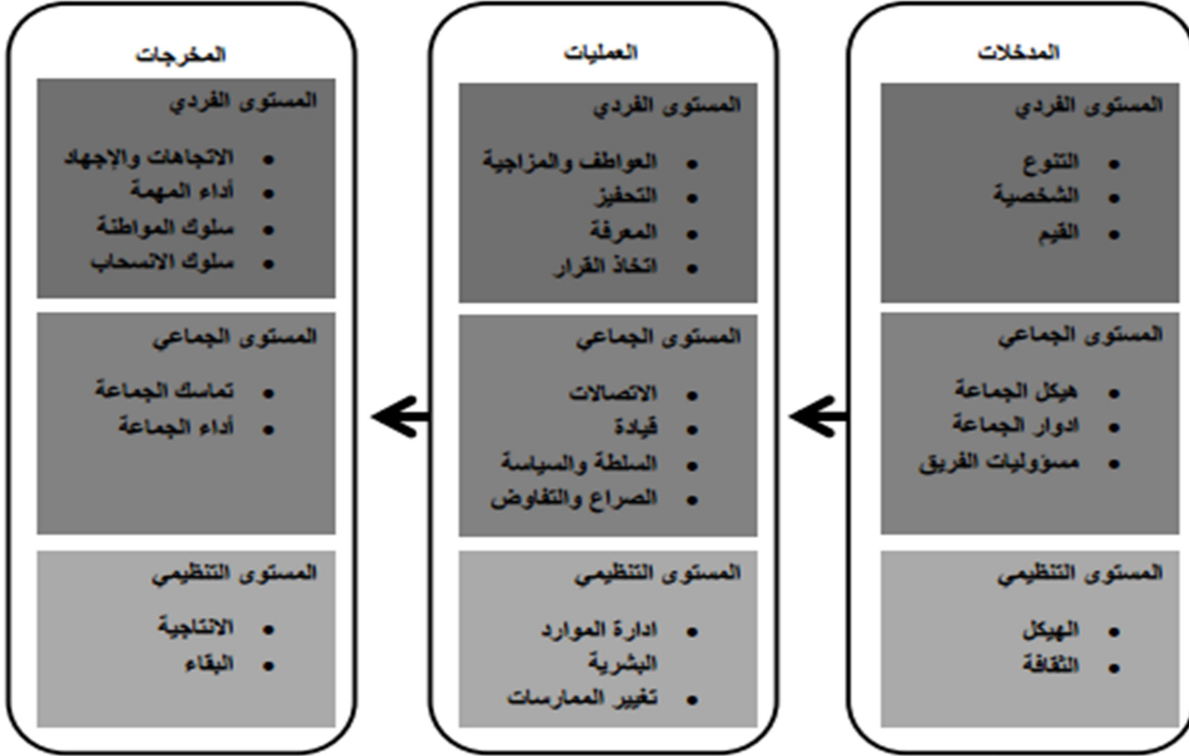 المدخلات
المستوى الفردي
• التنوع
• الشخصية
• القيم
المستوى الجماعي
• هيكل الجماعة
• ادوار الجماعة
• مسؤوليات الفريق
المستوى التنظيمي
• الهيكل
• الثقافة
العمليات
المستوى الفردي
• العواطف والمزاجية
• التحفيز
• المعرفة
• اتخاذ القرار
المستوى الجماعي
• الاتصالات
• قيادة
• السلطة والسياسة
• الصراع والتفاوض
المستوى التنظيمي
• ادارة الموارد
البشرية
• تغيير الممارسات
المخرجات
المستوى الفردي
• الاتجاهات والإجهاد
• أداء المهمة
• سلوك المواطنة
• سلوك الانسحاب
المستوى الجماعي
• تماسك الجماعة
• أداء الجماعة
المستوى التنظيمي
• الانتاجية
• البقاء